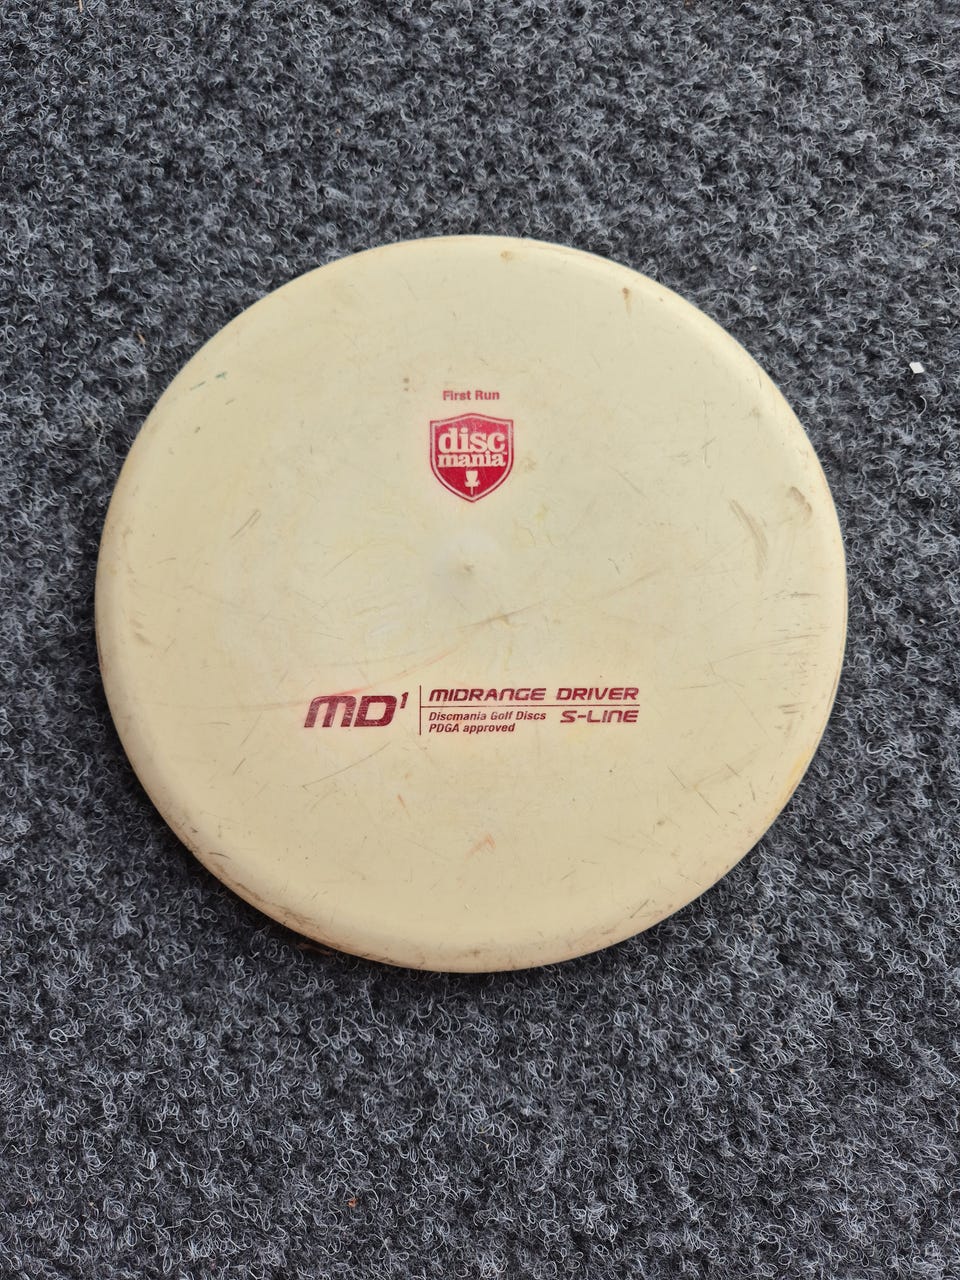 First Run
disc
mania
MD1
MIDRANGE DRIVER
Discmania Golf Discs S-LINE
PDGA approved